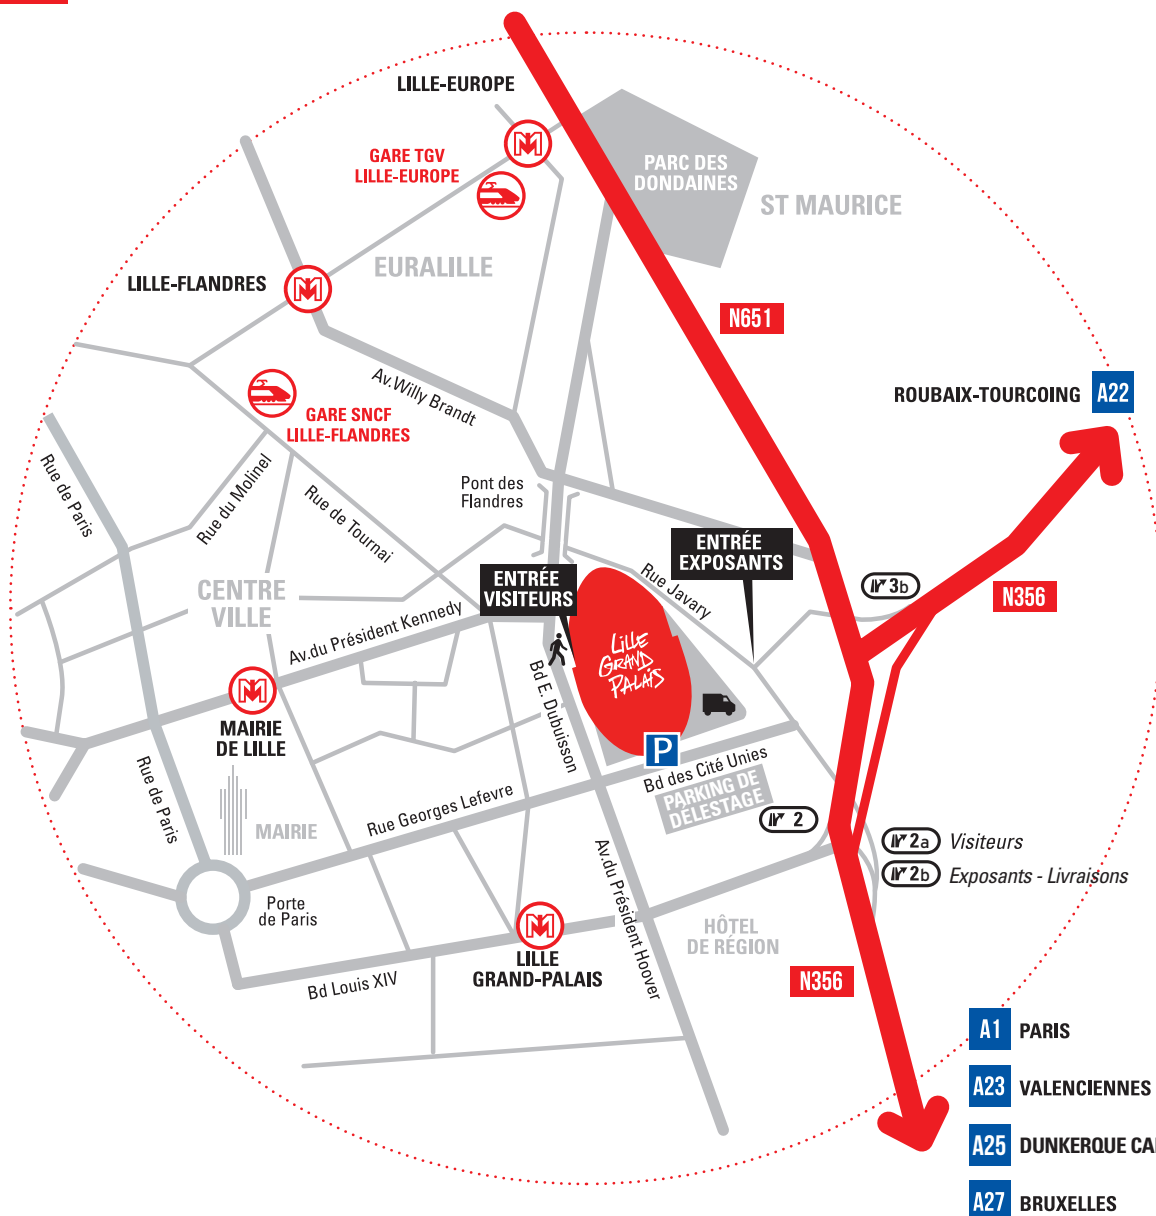 LILLE-EUROPE
GARE TGV
LILLE-EUROPE
PARC DES
DONDAINES
ST MAURICE
EURALILLE
LILLE-FLANDRES
N651
Av.Willy Brandt
ROUBAIX-TOURCOING
A22
GARE SNCF
LILLE-FLANDRES
Rue de Paris
Rue du Molinel
Rue de Tournai
Pont des
Flandres
ENTRÉE
EXPOSANTS
Rue Javary
ENTRÉE
VISITEURS
3b
N356
CENTRE
VILLE
Av.du Président Kennedy
LILLE
GRAND
PALAIS
Bd E. Dubuisson
MAIRIE
DE LILLE
P
Bd des Cité Unies
PARKING DE
DÉLESTAGE
Rue de Paris
Rue Georges Lefevre
MAIRIE
2
2a Visiteurs
2b Exposants - Livraisons
Av.du Président Hoover
Porte
de Paris
HÔTEL
DE RÉGION
LILLE
GRAND-PALAIS
Bd Louis XIV
N356
A1 PARIS
A23 VALENCIENNES
A25 DUNKERQUE CA
A27 BRUXELLES